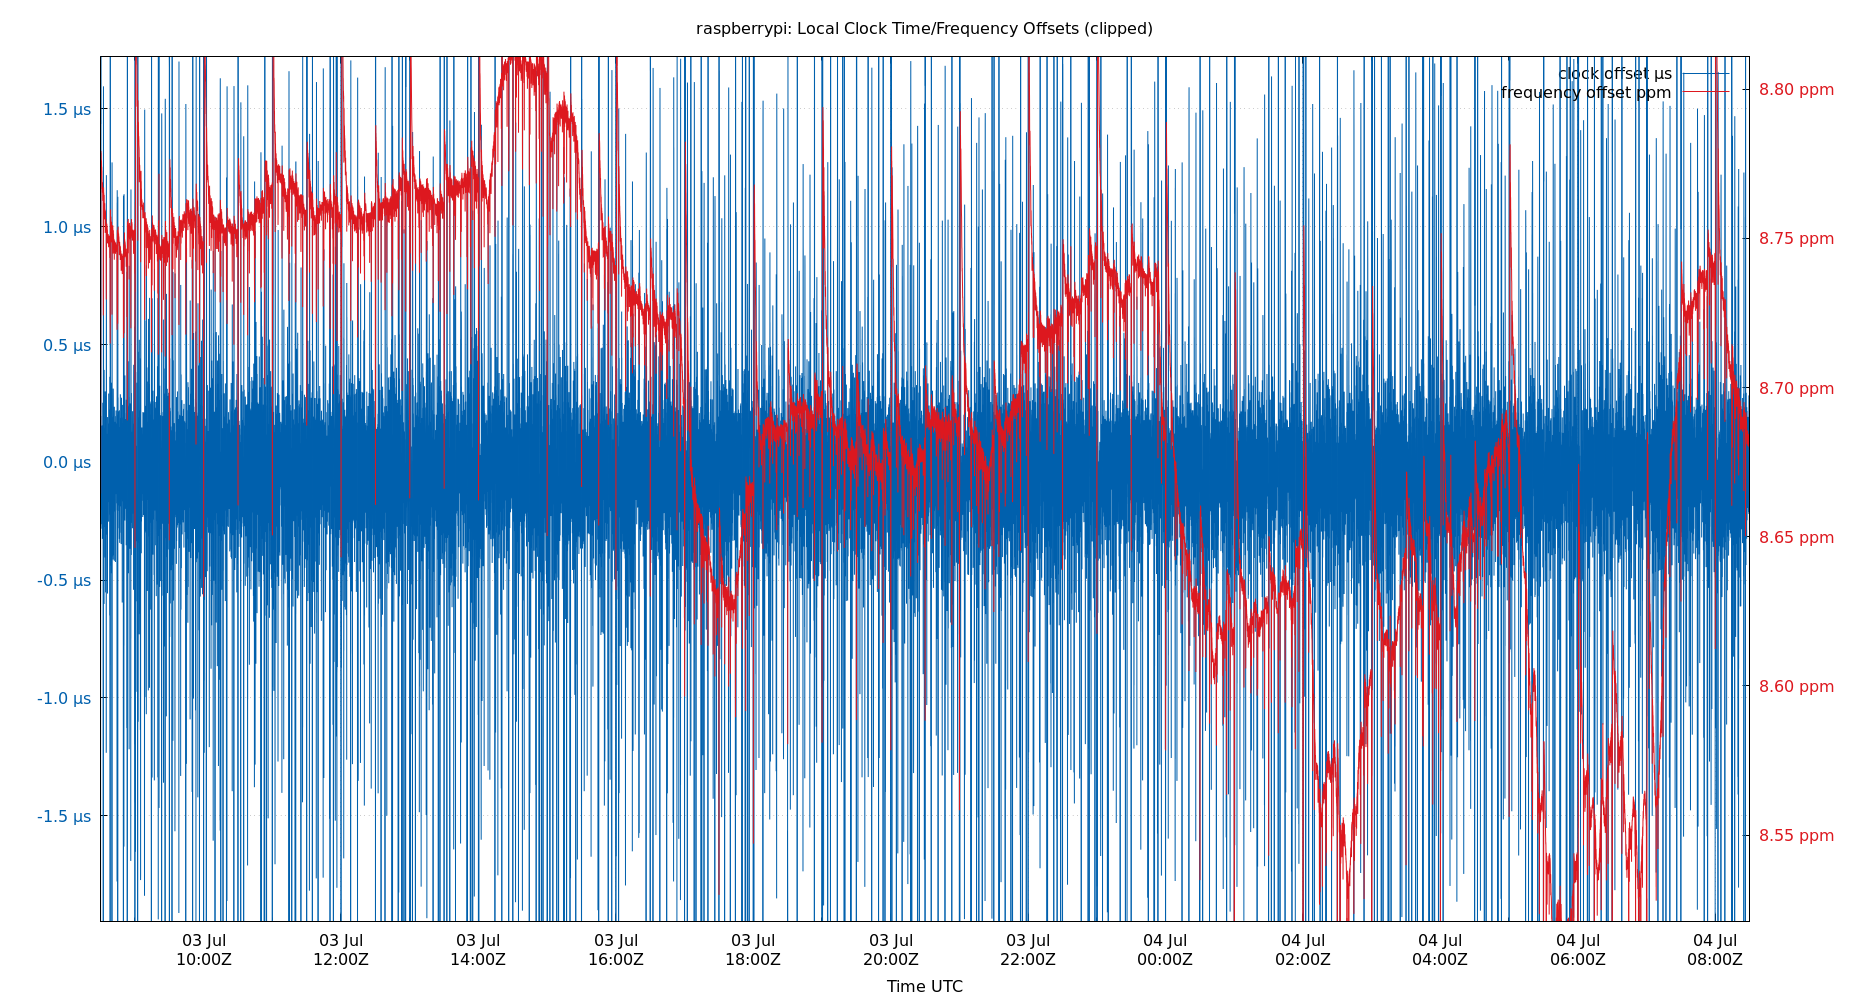 raspberrypi: Local Clock Time/Frequency Offsets (clipped)
clock offset µs
frequency offset ppm
1.5 µs
1.0 µs
0.5 µs
0.0 µs
-0.5 µs
-1.0 µs
-1.5 µs
8.80 ppm
8.75 ppm
8.70 ppm
8.65 ppm
8.60 ppm
8.55 ppm
03 Jul 03 Jul 03 Jul 03 Jul 03 Jul 03 Jul 03 Jul 04 Jul 04 Jul 04 Jul 04 Jul 04 Jul
10:00Z 12:00Z 14:00Z 16:00Z 18:00Z 20:00Z 22:00Z 00:00Z 02:00Z 04:00Z 06:00Z 08:00Z
Time UTC